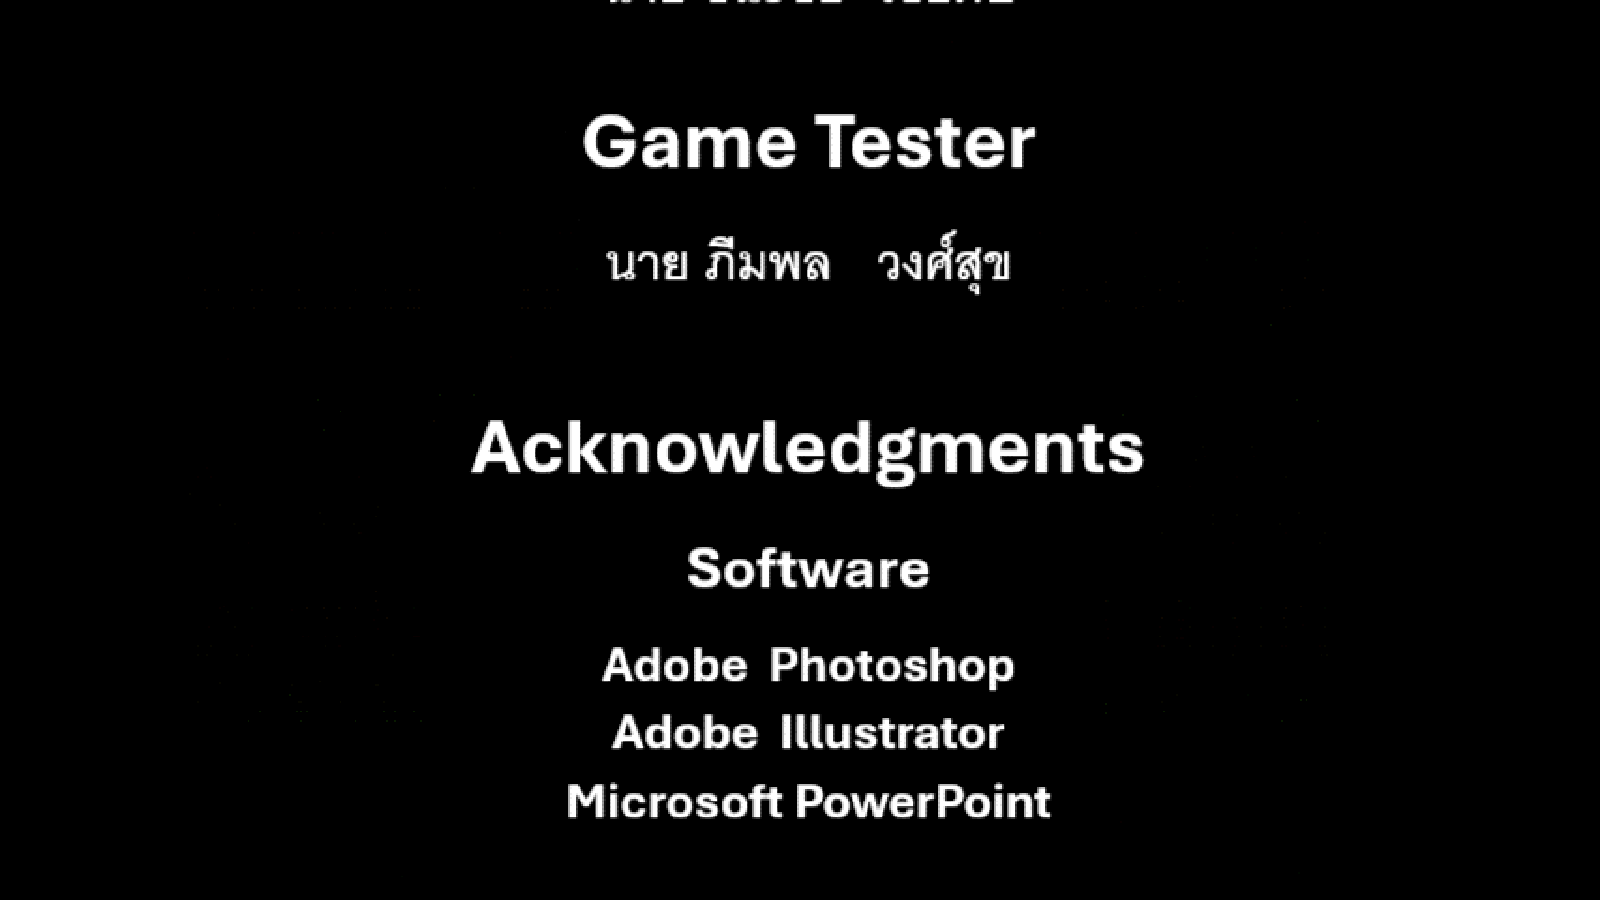 Game Tester
นาย ภีมพล วงศ์สุข
Acknowledgments
Software
Adobe Photoshop
Adobe Illustrator
Microsoft PowerPoint